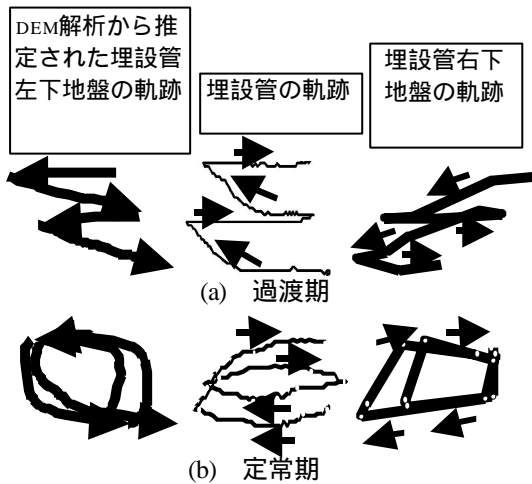 DEM解析から推
定された埋設管
左下地盤の軌跡
埋設管の軌跡
埋設管右下
地盤の軌跡
(a) 過渡期
(b) 定常期